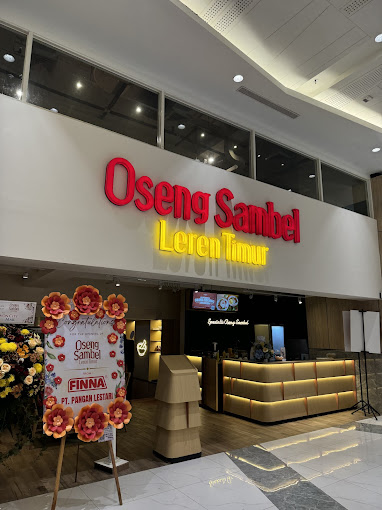 Oseng Sambel
Leren Timur
Congratulations
Oseng
Sambel
FINNA
PT. PANGAN LESTARI